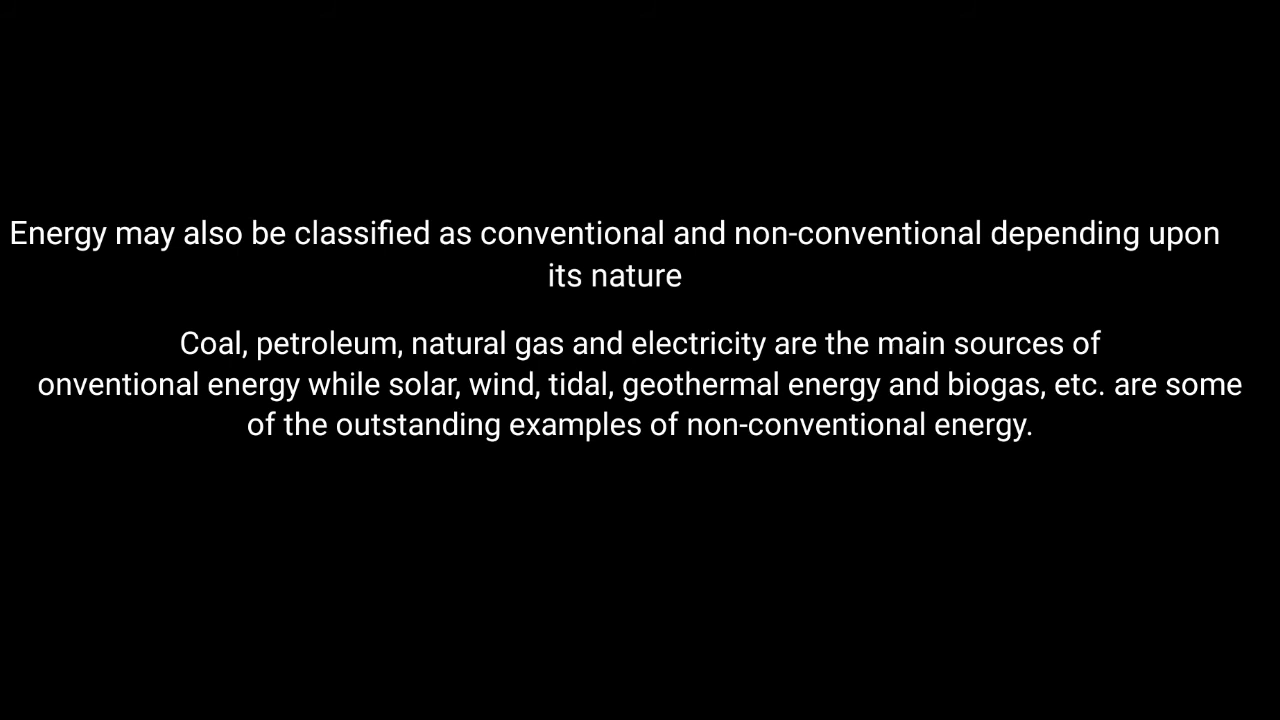 Energy may also be classified as conventional and non-conventional depending upon
its nature
Coal, petroleum, natural gas and electricity are the main sources of
onventional energy while solar, wind, tidal, geothermal energy and biogas, etc. are some
of the outstanding examples of non-conventional energy.